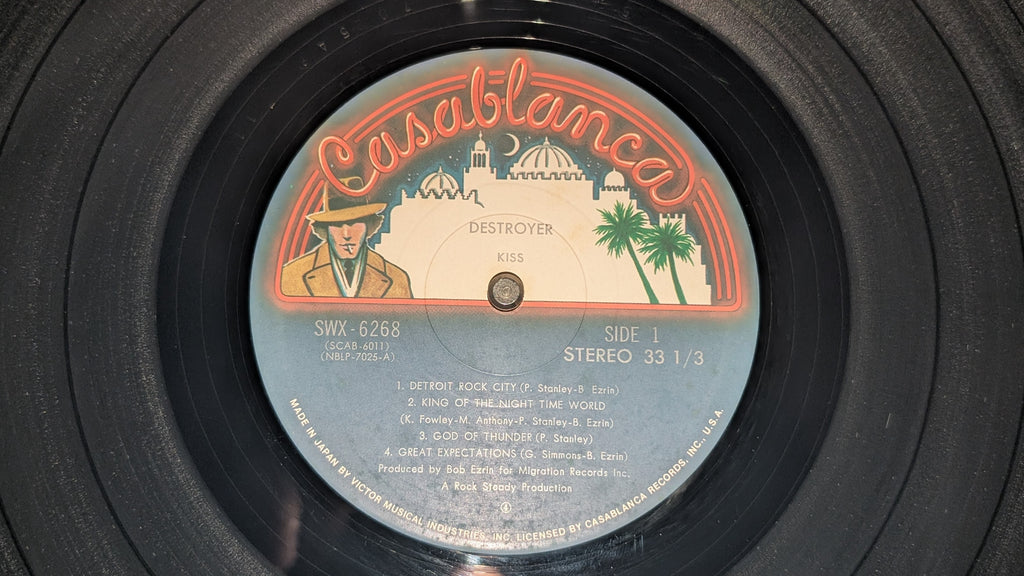 Casablanca
DESTROYER
KISS
SWX-6268
(SCAB-6011)
(NBLP-7025-A)
SIDE 1
STEREO 33 1/3
1. DETROIT ROCK CITY (P. Stanley-B. Ezrin)
2. KING OF THE NIGHT TIME WORLD
(K. Fowley-M. Anthony-P. Stanley-B. Ezrin)
3. GOD OF THUNDER (P. Stanley)
4. GREAT EXPECTATIONS (G. Simmons-B. Ezrin)
Produced by Bob Ezrin for Migration Records Inc.
A Rock Steady Production
MADE IN JAPAN BY VICTOR MUSICAL INDUSTRIES, INC. LICENSED BY CASABLANCA RECORDS, INC., U.S.A.